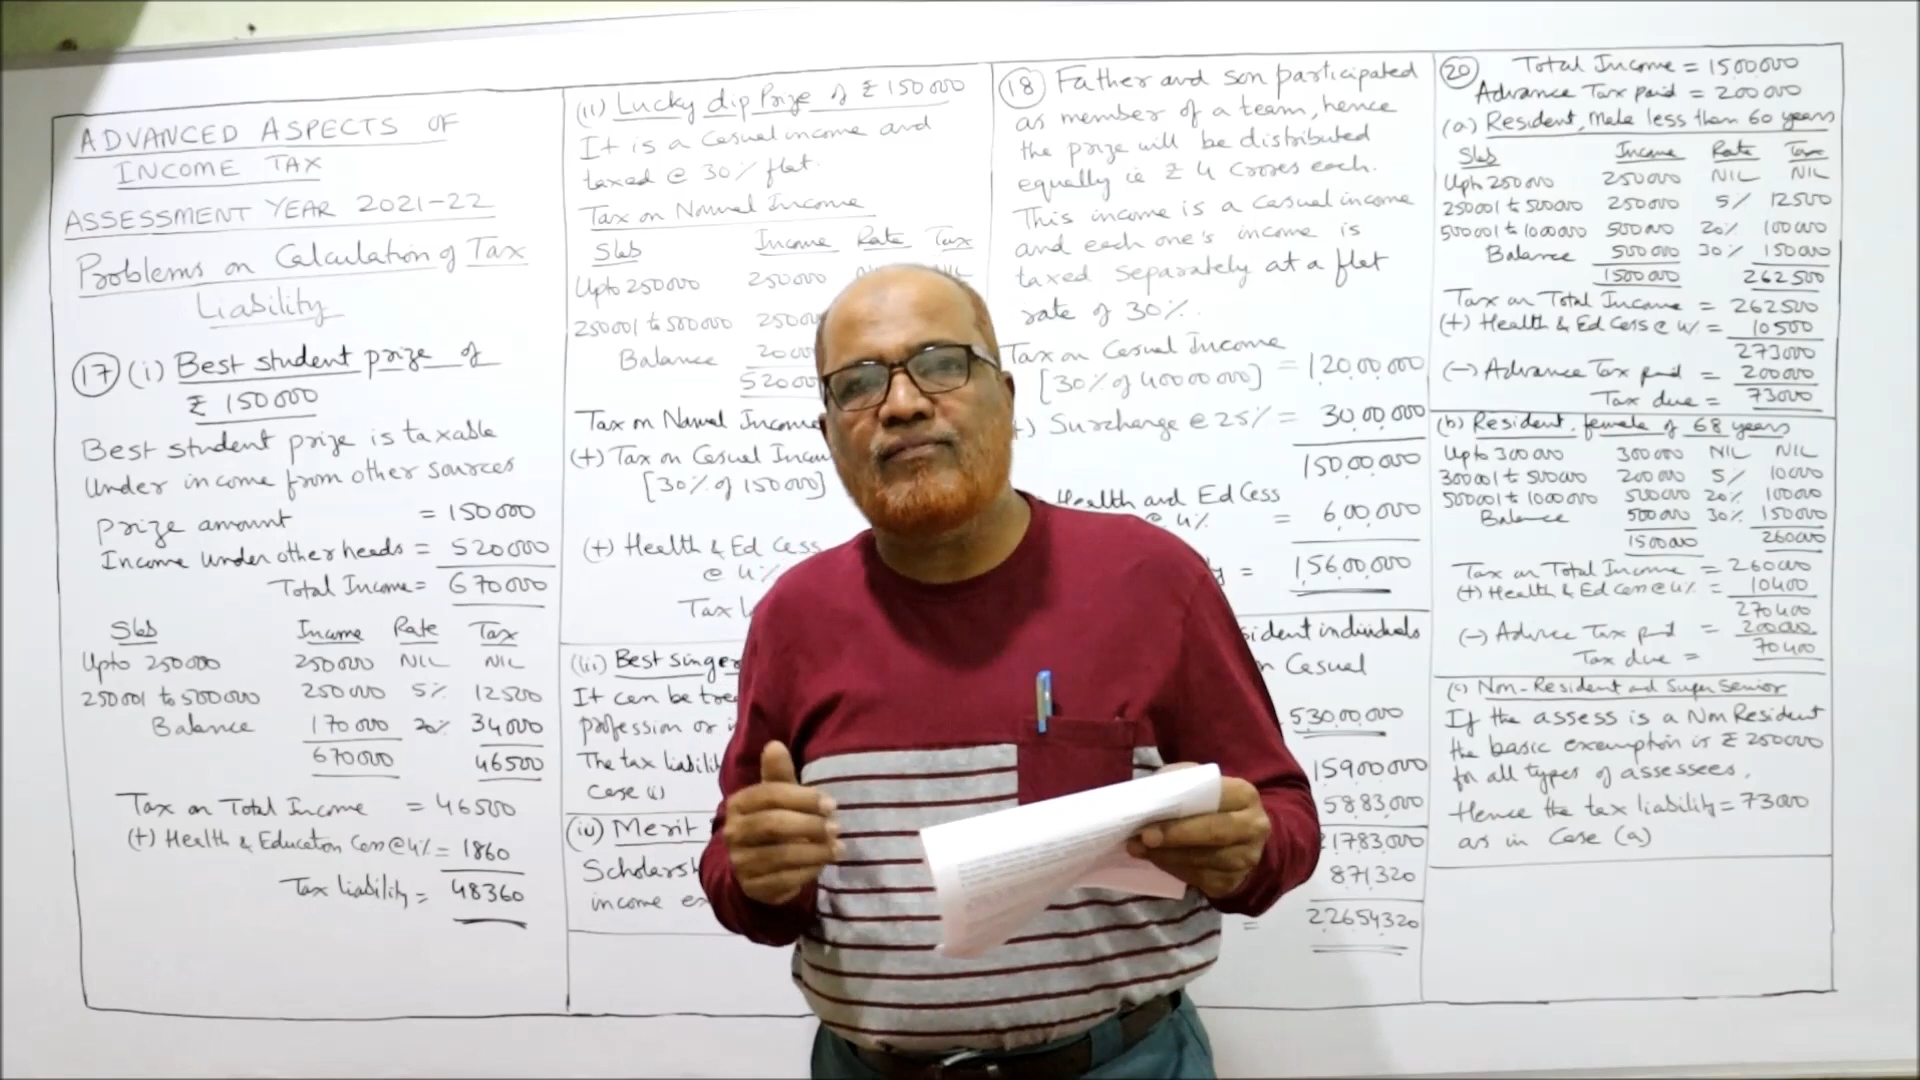 ADVANCED ASPECTS OF
INCOME TAX
ASSESSMENT YEAR 2021-22
Problems on Calculation of Tax
Liability
17 (i) Best student prize of
₹ 150000
Best student prize is taxable
under income from other sources
Prize amount = 150000
Income under other heads = 520000
Total Income = 670000
Slab Income Rate Tax
Upto 250000 250000 NIL NIL
250001 to 500000 250000 5% 12500
Balance 170000 20% 34000
670000 46500
Tax on Total Income = 46500
(+) Health & Education Cess @ 4% = 1860
Tax liability = 48360
(ii) Lucky dip Prize of ₹ 150000
It is a Casual income and
taxed @ 30% flat.
Tax on Normal Income
Slab Income Rate Tax
Upto 250000 250000
250001 to 500000
Balance
Tax on Normal Income
(+) Tax on Casual
[30% of 150000]
(+) Health & Ed Cess
@ 4%
Tax
(iii) Best singer
It can be
profession or
The tax
Case (i)
(iv) Merit
income
18 Father and son participated
as member of a team, hence
the prize will be distributed
equally ie ₹ 4 Crores each.
This income is a casual income
and each one's income is
taxed separately at a flat
rate of 30%.
Tax on Casual Income
[30% of 40000000] = 1,20,00,000
Surcharge @ 25% = 30,00,000
150,00,000
Health and Ed Cess
4% = 6,00,000
= 1,56,00,000
individuals
Casual
530,00,000
15900000
5883000
21783000
871320
= 22654320
20 Total Income = 1500000
Advance Tax paid = 200000
(a) Resident, Male less than 60 years
Slab Income Rate Tax
Upto 250000 250000 NIL NIL
250001 to 500000 250000 5% 12500
500001 to 1000000 500000 20% 100000
Balance 500000 30% 150000
1500000 262500
Tax on Total Income = 262500
(+) Health & Ed Cess @ 4% = 10500
273000
(-) Advance Tax paid = 200000
Tax due = 73000
(b) Resident, female of 68 years
Upto 300000 300000 NIL NIL
300001 to 500000 200000 5% 10000
500001 to 1000000 500000 20% 100000
Balance 500000 30% 150000
1500000 260000
Tax on Total Income = 260000
(+) Health & Ed Cess @ 4% = 10400
270400
(-) Advance Tax paid = 200000
Tax due = 70400
(c) Non-Resident and Super Senior
If the assess is a Non Resident
the basic exemption is ₹ 250000
for all types of assessees.
Hence the tax liability = 73000
as in Case (a)